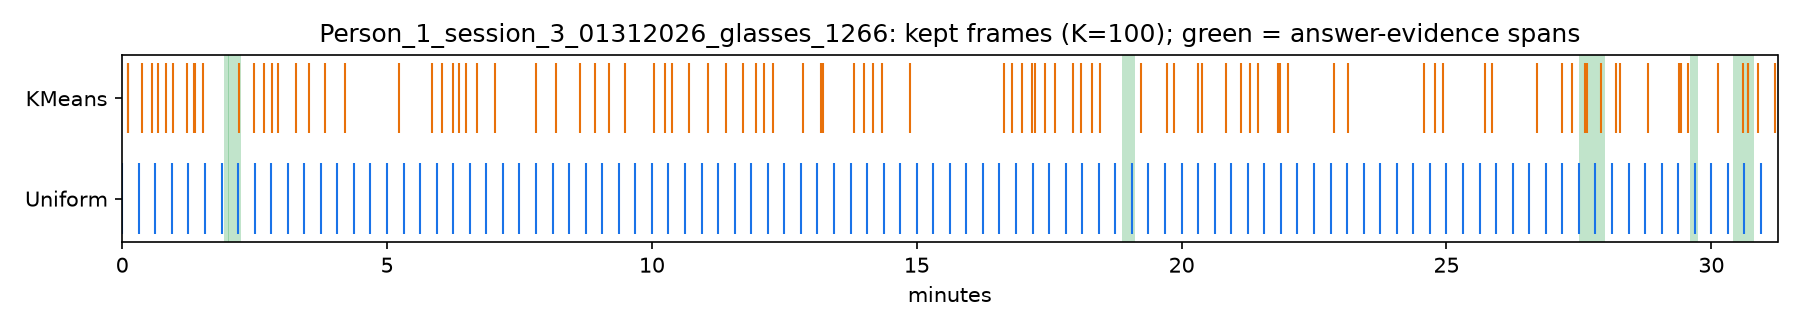 Person_1_session_3_01312026_glasses_1266: kept frames (K=100); green = answer-evidence spans
KMeans
Uniform
0 5 10 15 20 25 30
minutes